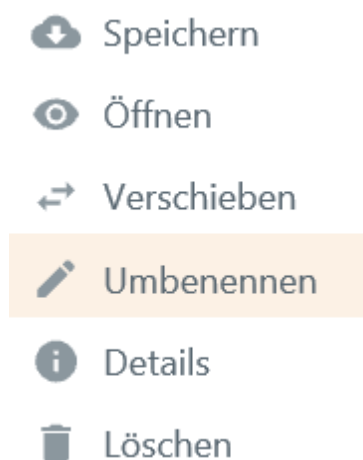 Speichern
Öffnen
Verschieben
Umbenennen
Details
Löschen